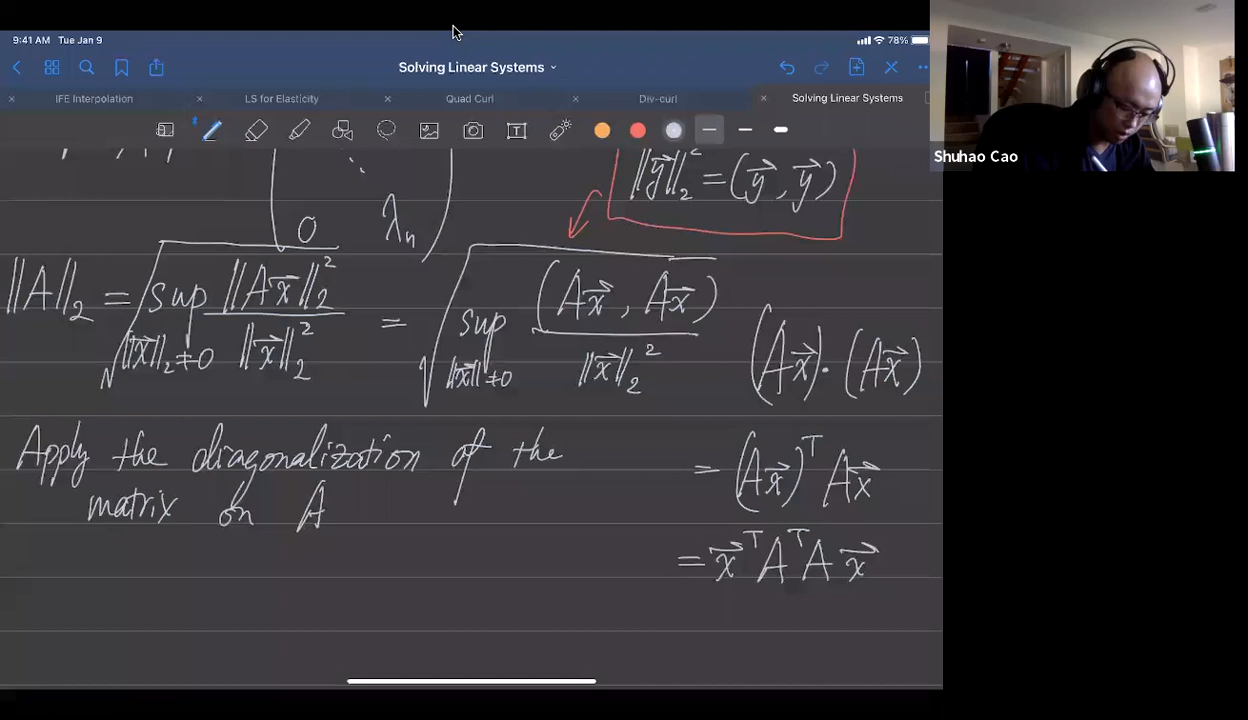 9:41 AM Tue Jan 9
78%
Solving Linear Systems
IFE Interpolation
LS for Elasticity
Quad Curl
Div-curl
Solving Linear Systems
Shuhao Cao
0 λₙ
‖y⃗‖₂² = (y⃗, y⃗)
‖A‖₂ = √(sup_{‖x⃗‖₂≠0} ‖Ax⃗‖₂² / ‖x⃗‖₂²) = √(sup_{‖x⃗‖≠0} (Ax⃗, Ax⃗) / ‖x⃗‖₂²)
(Ax⃗)·(Ax⃗)
= (Ax⃗)ᵀ Ax⃗
= x⃗ᵀAᵀA x⃗
Apply the diagonalization of the
matrix on A